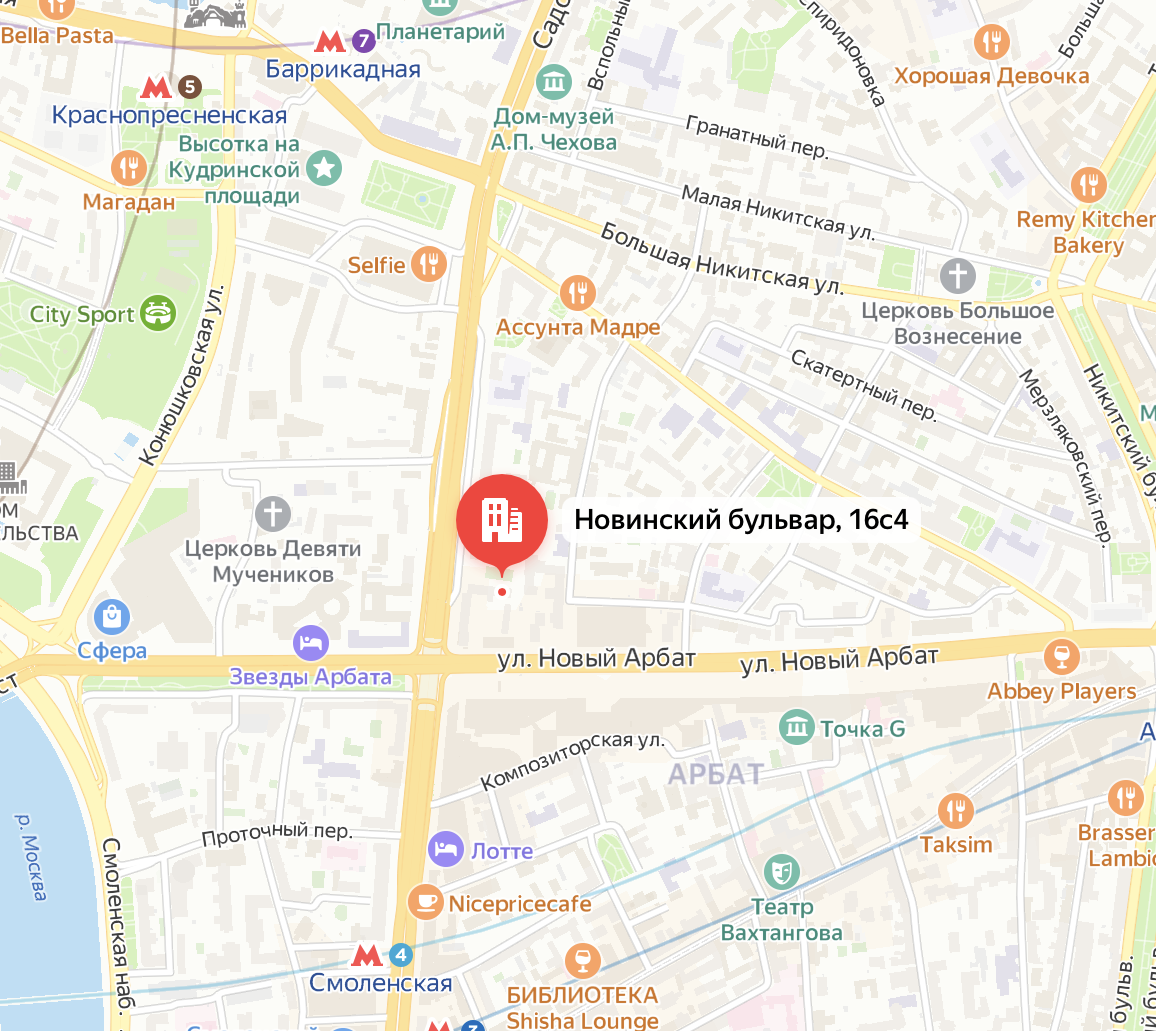 Bella Pasta
Планетарий
7
Баррикадная
5
Краснопресненская
Садо
Вспольны
Спиридоновка
Больша
Хорошая Девочка
Дом-музей
А.П. Чехова
Высотка на
Кудринской
площади
Гранатный пер.
Магадан
Малая Никитская ул.
Remy Kitchen
Bakery
Большая Никитская ул.
Selfie
City Sport
Ассунта Мадре
Церковь Большое
Вознесение
Конюшковская ул.
Скатертный пер.
Мерзляковский пер.
Никитский бу
М
ОМ
ЕЛЬСТВА
Новинский бульвар, 16с4
Церковь Девяти
Мучеников
Сфера
Звезды Арбата
ул. Новый Арбат
ул. Новый Арбат
Abbey Players
ст
Композиторская ул.
Точка G
АРБАТ
А
р. Москва
Проточный пер.
Смоленская наб.
Лотте
Taksim
Brasser
Lambic
Nicepricecafe
Театр
Вахтангова
4
Смоленская
БИБЛИОТЕКА
Shisha Lounge
3
й бульв.